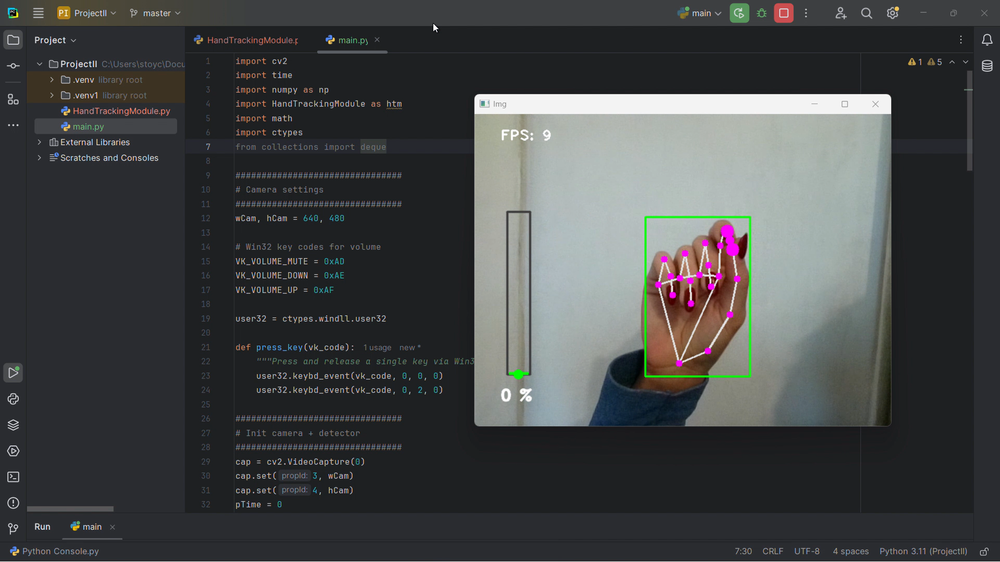 PI ProjectII master main
Project
HandTrackingModule.p main.py
ProjectII C:\Users\stoyc\Docu
.venv library root
.venv1 library root
HandTrackingModule.py
main.py
External Libraries
Scratches and Consoles
1 5
1 import cv2
2 import time
3 import numpy as np
4 import HandTrackingModule as htm
5 import math
6 import ctypes
7 from collections import deque
8
9 ################################
10 # Camera settings
11 ################################
12 wCam, hCam = 640, 480
13
14 # Win32 key codes for volume
15 VK_VOLUME_MUTE = 0xAD
16 VK_VOLUME_DOWN = 0xAE
17 VK_VOLUME_UP = 0xAF
18
19 user32 = ctypes.windll.user32
20
21 def press_key(vk_code): 1 usage new *
22 """Press and release a single key via Win3
23 user32.keybd_event(vk_code, 0, 0, 0)
24 user32.keybd_event(vk_code, 0, 2, 0)
25
26 ################################
27 # Init camera + detector
28 ################################
29 cap = cv2.VideoCapture(0)
30 cap.set( propId: 3, wCam)
31 cap.set( propId: 4, hCam)
32 pTime = 0
Img
FPS: 9
0 %
Run main
Python Console.py
7:30 CRLF UTF-8 4 spaces Python 3.11 (ProjectII)